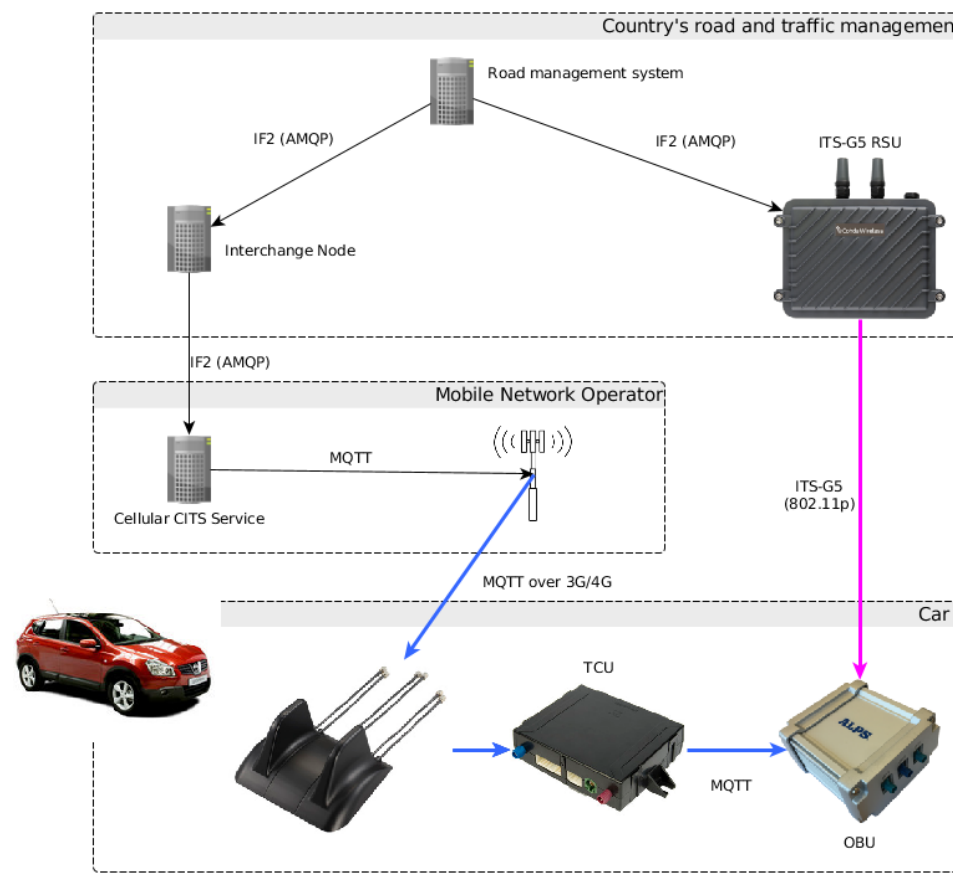 Country's road and traffic managemen
Road management system
IF2 (AMQP)
IF2 (AMQP)
ITS-G5 RSU
Interchange Node
IF2 (AMQP)
Mobile Network Operator
MQTT
Cellular CITS Service
ITS-G5
(802.11p)
MQTT over 3G/4G
Car
TCU
ALPS
MQTT
OBU